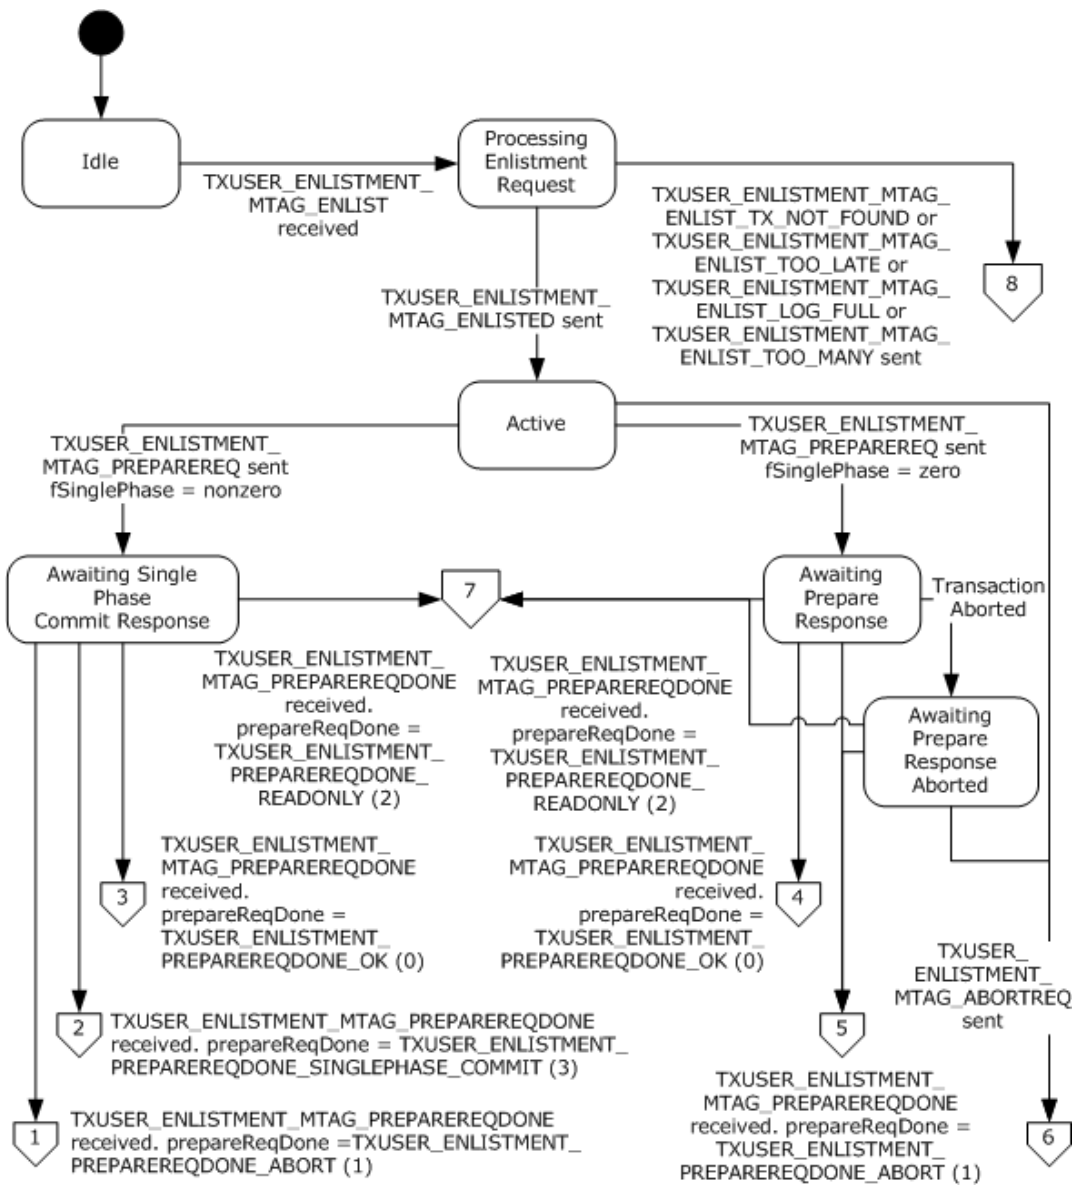 Idle
TXUSER_ENLISTMENT_
MTAG_ENLIST
received
Processing
Enlistment
Request
TXUSER_ENLISTMENT_MTAG_
ENLIST_TX_NOT_FOUND or
TXUSER_ENLISTMENT_MTAG_
ENLIST_TOO_LATE or
TXUSER_ENLISTMENT_MTAG_
ENLIST_LOG_FULL or
TXUSER_ENLISTMENT_MTAG_
ENLIST_TOO_MANY sent
8
TXUSER_ENLISTMENT_
MTAG_ENLISTED sent
Active
TXUSER_ENLISTMENT_
MTAG_PREPAREREQ sent
fSinglePhase = nonzero
TXUSER_ENLISTMENT_
MTAG_PREPAREREQ sent
fSinglePhase = zero
Awaiting Single
Phase
Commit Response
7
Awaiting
Prepare
Response
Transaction
Aborted
TXUSER_ENLISTMENT_
MTAG_PREPAREREQDONE
received.
prepareReqDone =
TXUSER_ENLISTMENT_
PREPAREREQDONE_
READONLY (2)
TXUSER_ENLISTMENT_
MTAG_PREPAREREQDONE
received.
prepareReqDone =
TXUSER_ENLISTMENT_
PREPAREREQDONE_
READONLY (2)
Awaiting
Prepare
Response
Aborted
3
TXUSER_ENLISTMENT_
MTAG_PREPAREREQDONE
received.
prepareReqDone =
TXUSER_ENLISTMENT_
PREPAREREQDONE_OK (0)
TXUSER_ENLISTMENT_
MTAG_PREPAREREQDONE
received.
prepareReqDone =
TXUSER_ENLISTMENT_
PREPAREREQDONE_OK (0)
4
TXUSER_
ENLISTMENT_
MTAG_ABORTREQ
sent
2
TXUSER_ENLISTMENT_MTAG_PREPAREREQDONE
received. prepareReqDone = TXUSER_ENLISTMENT_
PREPAREREQDONE_SINGLEPHASE_COMMIT (3)
5
1
TXUSER_ENLISTMENT_MTAG_PREPAREREQDONE
received. prepareReqDone =TXUSER_ENLISTMENT_
PREPAREREQDONE_ABORT (1)
TXUSER_ENLISTMENT_
MTAG_PREPAREREQDONE
received. prepareReqDone =
TXUSER_ENLISTMENT_
PREPAREREQDONE_ABORT (1)
6